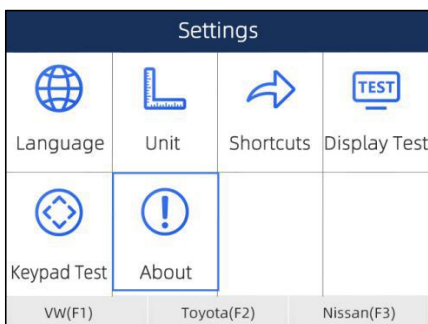 Settings
TEST
Language Unit Shortcuts Display Test
Keypad Test About
VW(F1) Toyota(F2) Nissan(F3)